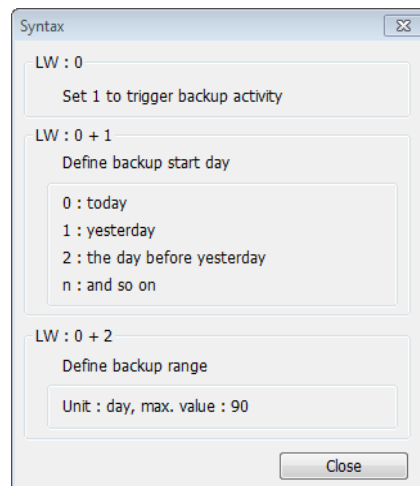 Syntax
LW : 0
Set 1 to trigger backup activity
LW : 0 + 1
Define backup start day
0 : today
1 : yesterday
2 : the day before yesterday
n : and so on
LW : 0 + 2
Define backup range
Unit : day, max. value : 90
Close